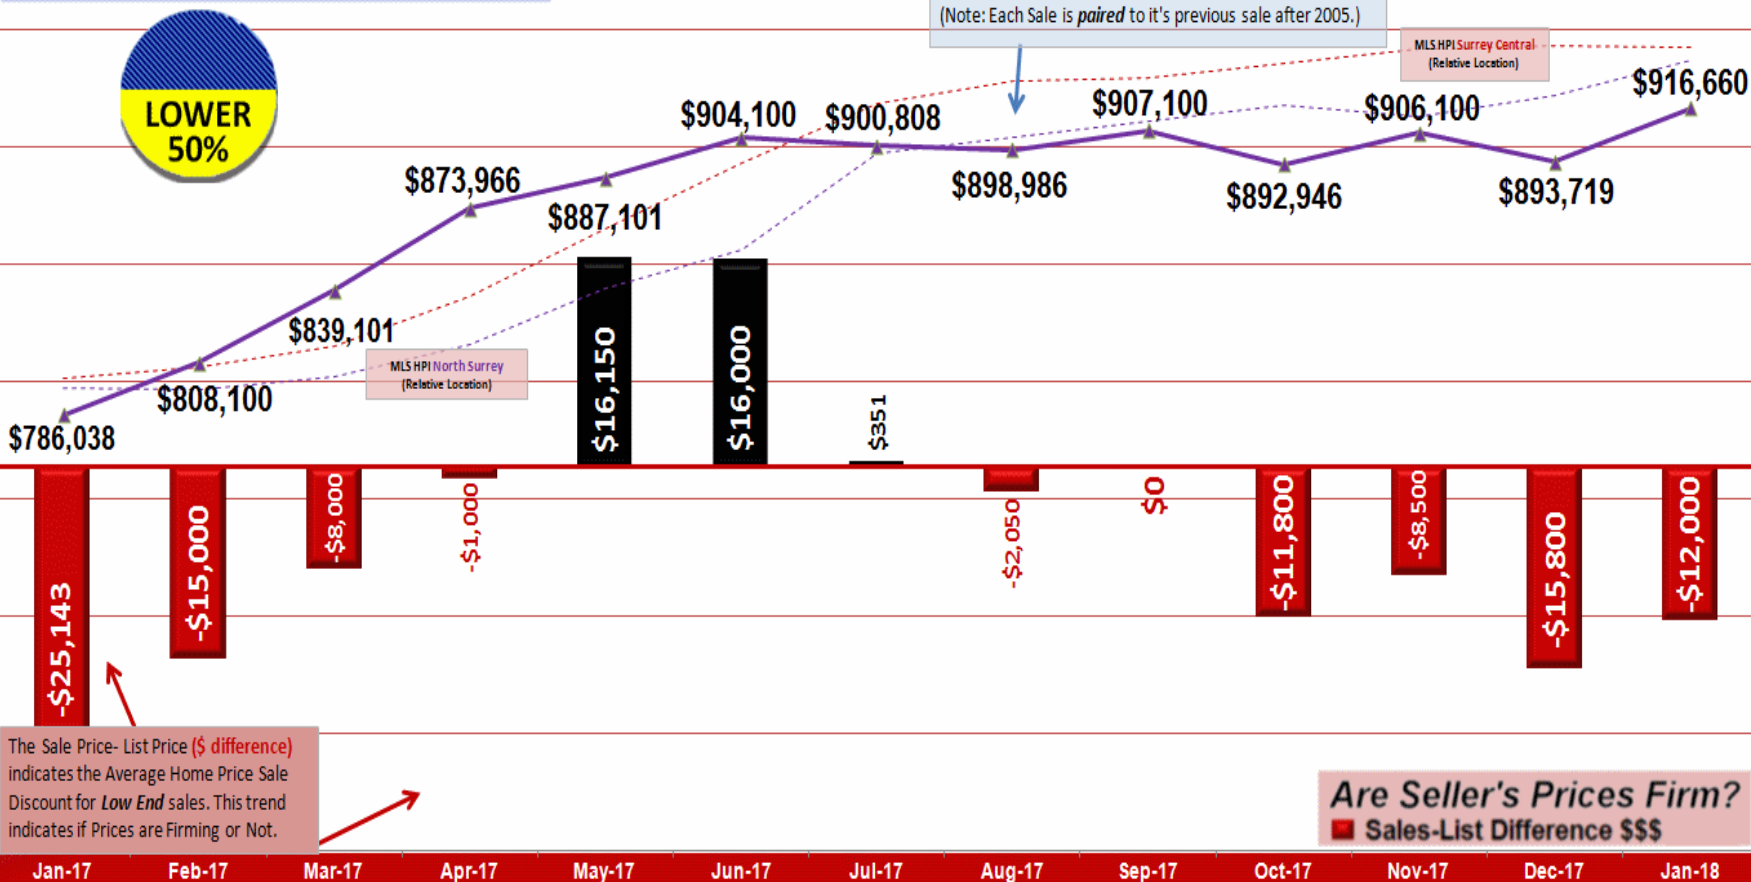 (Note: Each Sale is paired to it's previous sale after 2005.)
LOWER
50%
MLS HPI Surrey Central
(Relative Location)
$786,038
$808,100
$839,101
$873,966
$887,101
$904,100
$900,808
$898,986
$907,100
$892,946
$906,100
$893,719
$916,660
MLS HPI North Surrey
(Relative Location)
-$25,143
-$15,000
-$8,000
-$1,000
$16,150
$16,000
$351
-$2,050
$0
-$11,800
-$8,500
-$15,800
-$12,000
The Sale Price- List Price ($ difference)
indicates the Average Home Price Sale
Discount for Low End sales. This trend
indicates if Prices are Firming or Not.
Are Seller's Prices Firm?
Sales-List Difference $$$
Jan-17 Feb-17 Mar-17 Apr-17 May-17 Jun-17 Jul-17 Aug-17 Sep-17 Oct-17 Nov-17 Dec-17 Jan-18